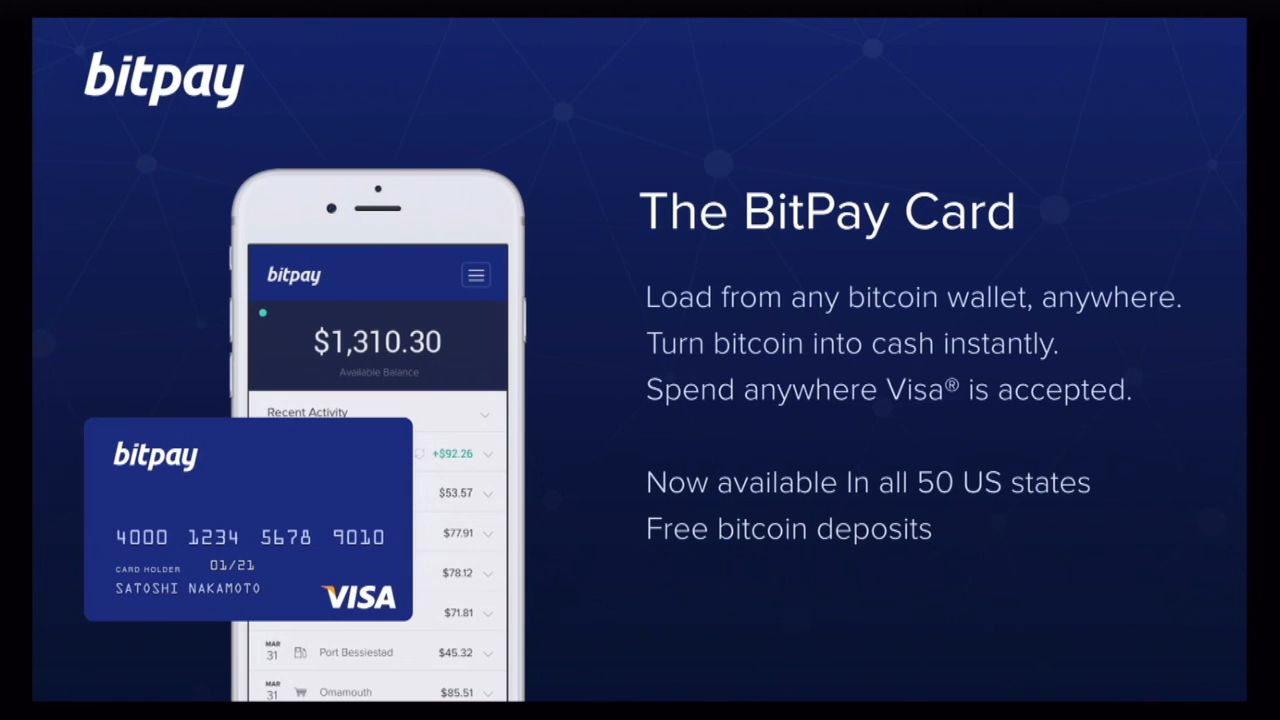 bitpay
The BitPay Card
Load from any bitcoin wallet, anywhere.
Turn bitcoin into cash instantly.
Spend anywhere Visa® is accepted.
Now available In all 50 US states
Free bitcoin deposits
bitpay
$1,310.30
Available Balance
Recent Activity
+$92.26
$53.57
$77.91
$78.12
$71.81
MAR
31 Port Bessiestad $45.32
MAR
31 Omamouth $85.51
bitpay
4000 1234 5678 9010
CARD HOLDER 01/21
SATOSHI NAKAMOTO
VISA